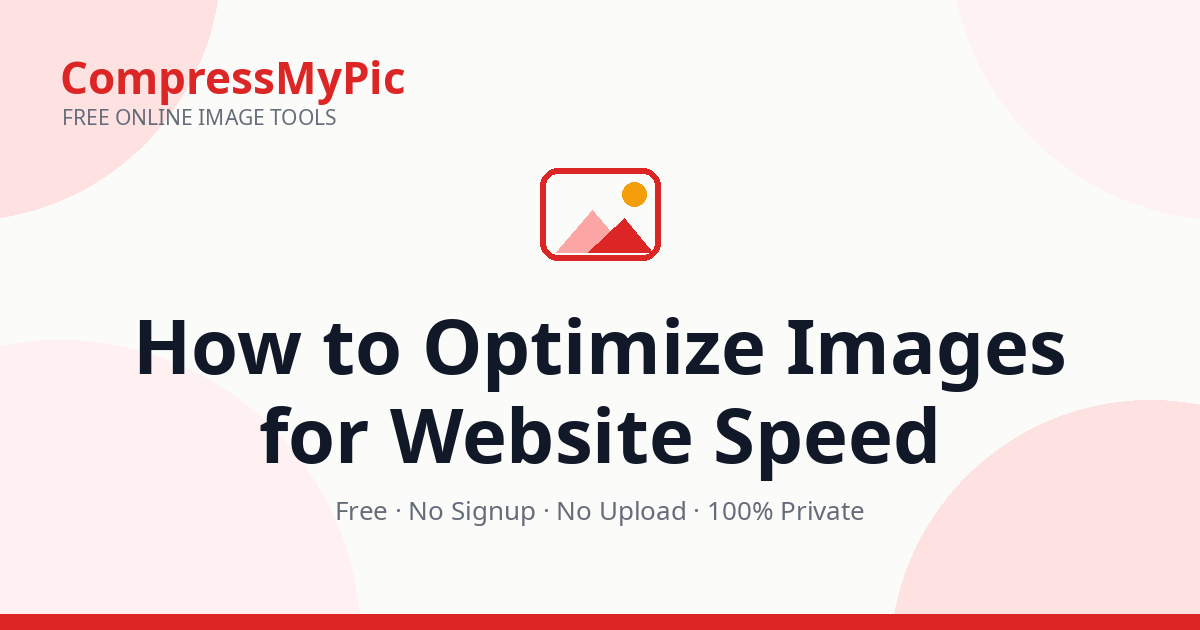 CompressMyPic
FREE ONLINE IMAGE TOOLS
How to Optimize Images
for Website Speed
Free · No Signup · No Upload · 100% Private